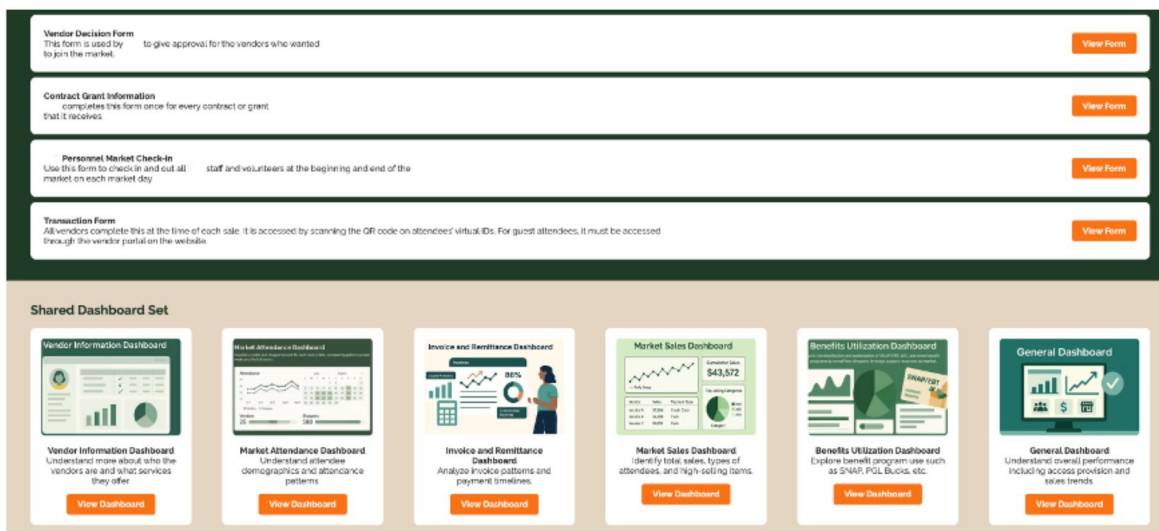 Vendor Decision Form
This form is used by to give approval for the vendors who wanted
to join the market.
View Form
Contract Grant Information
completes this form once for every contract or grant
that it receives.
View Form
Personnel Market Check-in
Use this form to check in and out all staff and volunteers at the beginning and end of the
market on each market day
View Form
Transaction Form
All vendors complete this at the time of each sale. It is accessed by scanning the QR code on attendees' virtual IDs. For guest attendees, it must be accessed
through the vendor portal on the website.
View Form
Shared Dashboard Set
Vendor Information Dashboard
Vendor Information Dashboard
Understand more about who the
vendors are and what services
they offer.
View Dashboard
Market Attendance Dashboard
Vendors
26
Shoppers
580
Market Attendance Dashboard
Understand attendee
demographics and attendance
patterns
View Dashboard
Invoice and Remittance Dashboard
86%
Invoice and Remittance
Dashboard
Analyze invoice patterns and
payment timelines.
View Dashboard
Market Sales Dashboard
Cumulative Sales
$43,572
Market Sales Dashboard
Identify total sales, types of
attendees, and high-selling items.
View Dashboard
Benefits Utilization Dashboard
SNAP/EBT
Benefits Utilization Dashboard
Explore benefit program use such
as SNAP, PGL Bucks, etc.
View Dashboard
General Dashboard
$
General Dashboard
Understand overall performance
including access provision and
sales trends.
View Dashboard